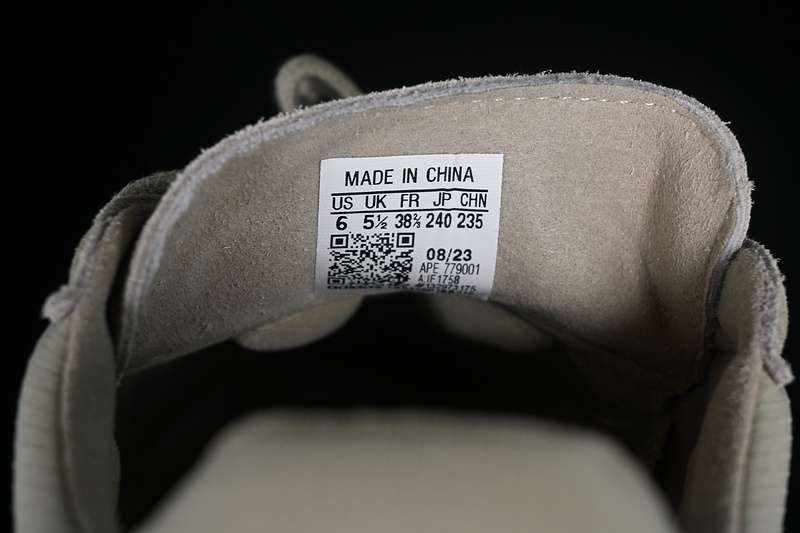 MADE IN CHINA
US UK FR JP CHN
6 5½ 38⅔ 240 235
08/23
APE 779001
IF1758